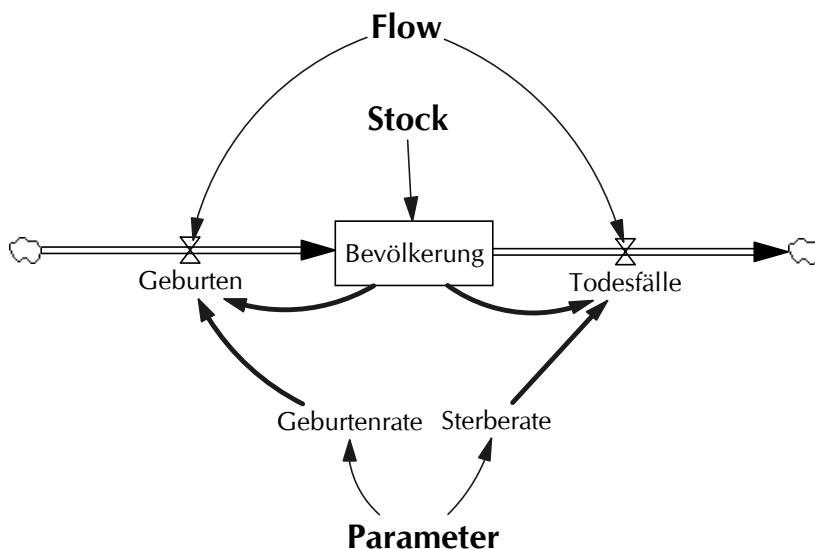 Flow
Stock
Bevölkerung
Geburten
Todesfälle
Geburtenrate
Sterberate
Parameter